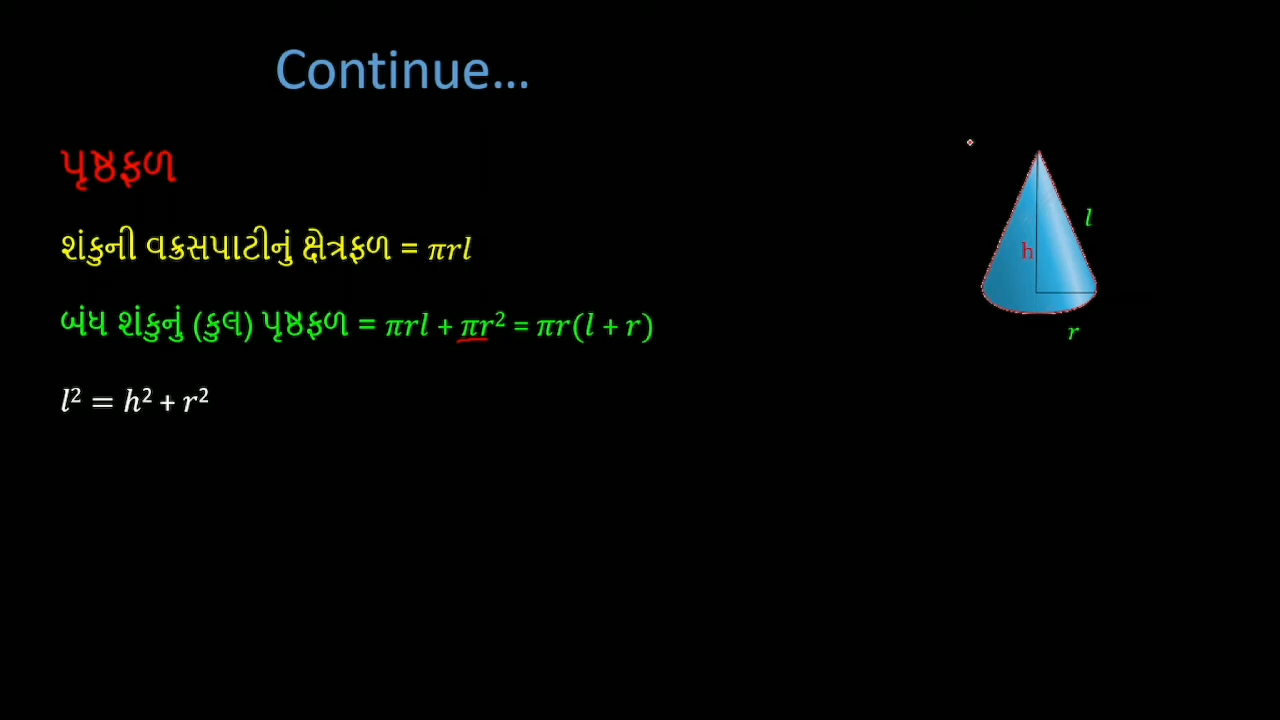 Continue...
પૃષ્ઠફળ
શંકુની વક્રસપાટીનું ક્ષેત્રફળ = πrl
બંધ શંકુનું (કુલ) પૃષ્ઠફળ = πrl + πr² = πr(l + r)
l² = h² + r²
l
h
r